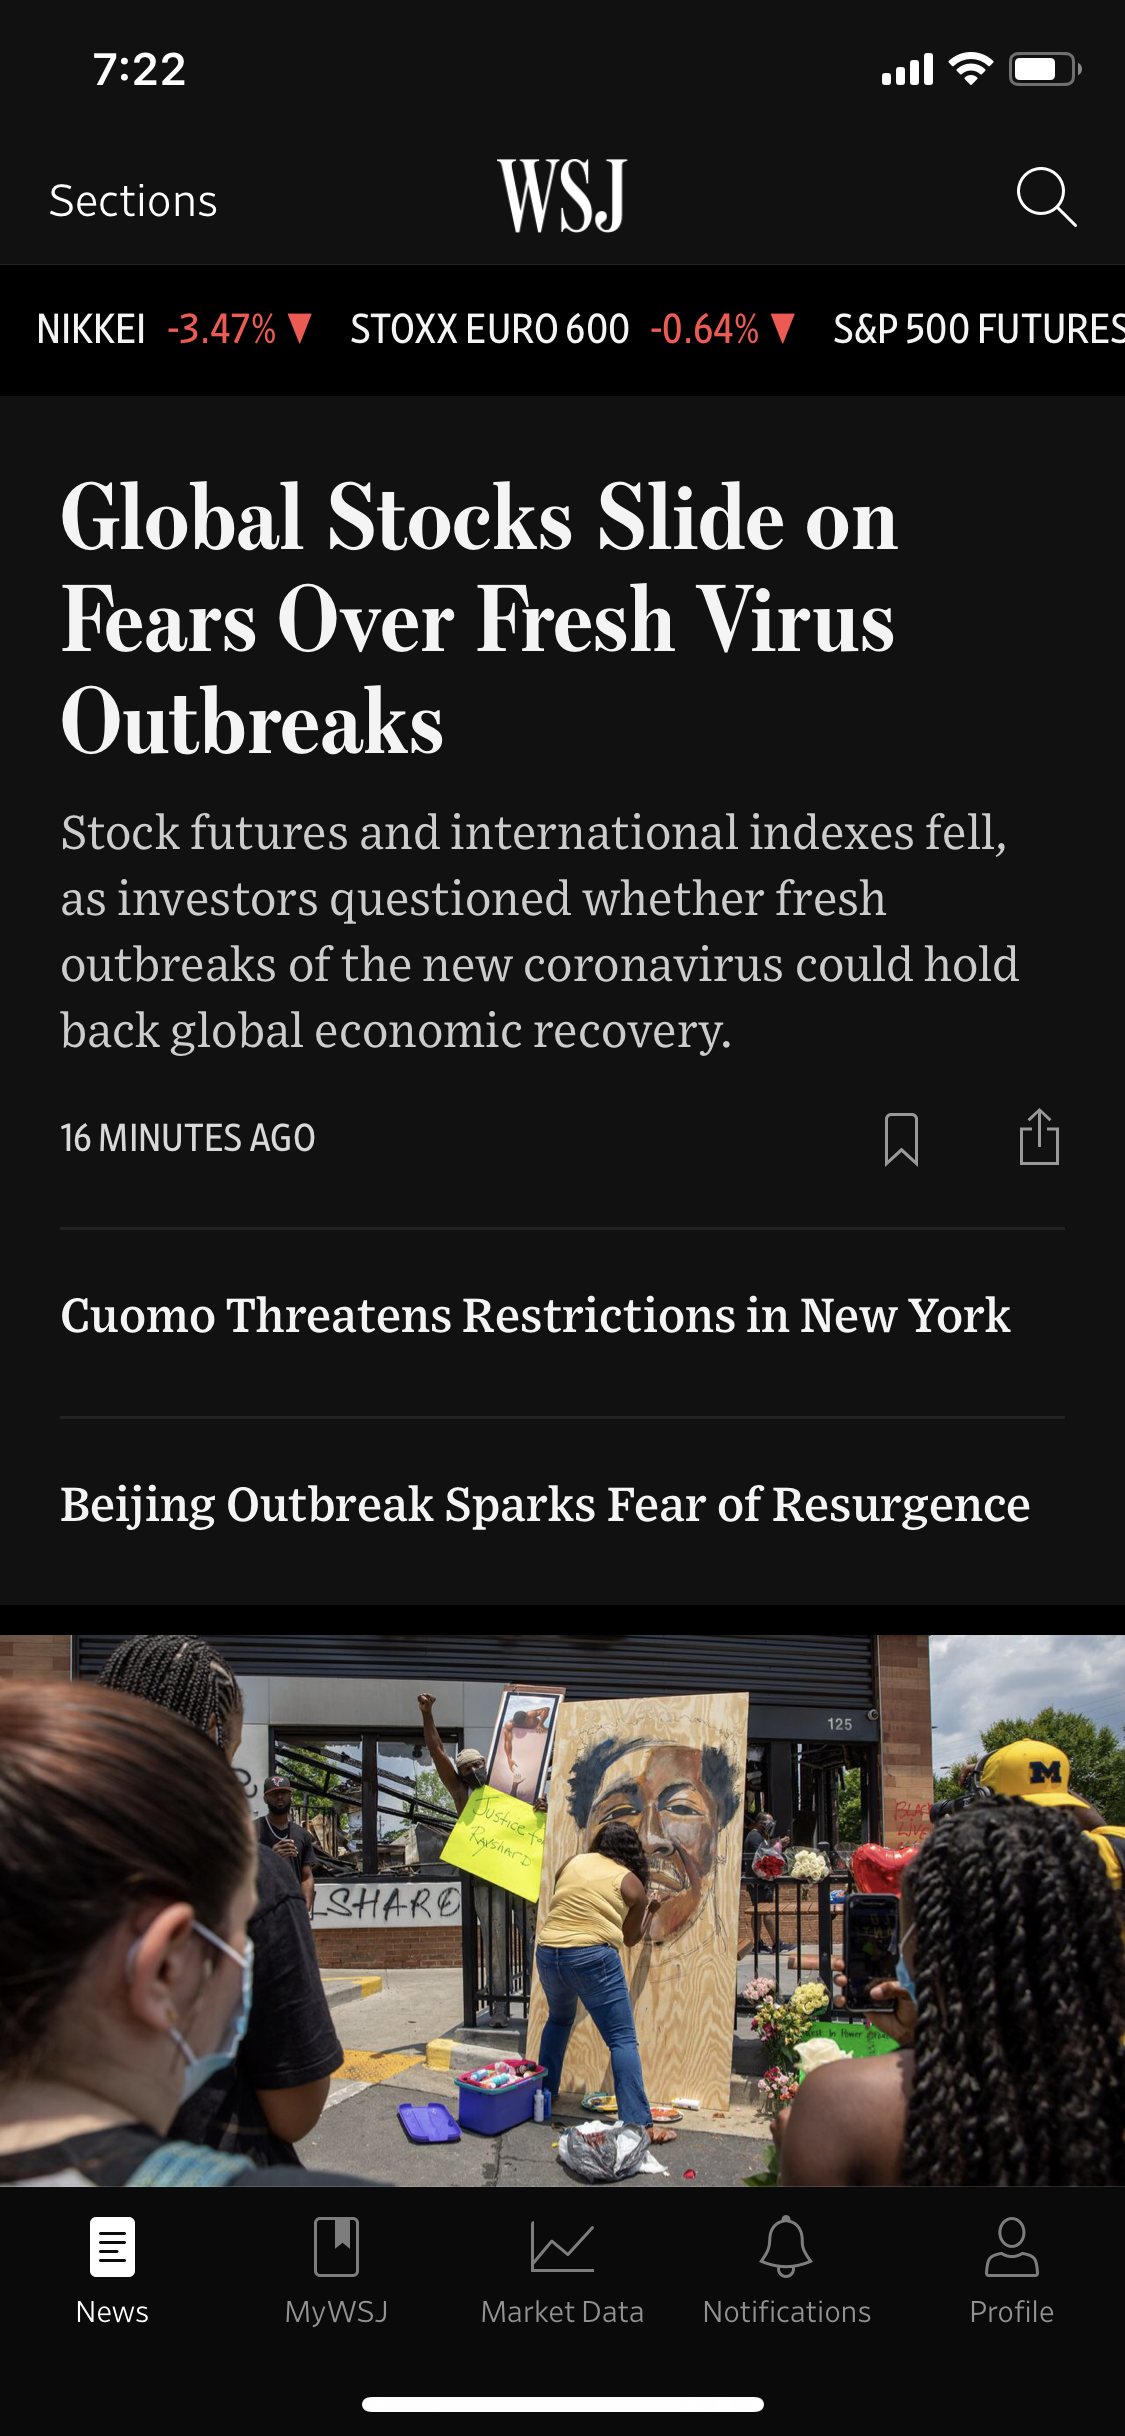 7:22
Sections
WSJ
NIKKEI -3.47% ▼ STOXX EURO 600 -0.64% ▼ S&P 500 FUTURES
Global Stocks Slide on
Fears Over Fresh Virus
Outbreaks
Stock futures and international indexes fell,
as investors questioned whether fresh
outbreaks of the new coronavirus could hold
back global economic recovery.
16 MINUTES AGO
Cuomo Threatens Restrictions in New York
Beijing Outbreak Sparks Fear of Resurgence
125
M
Justice for
Rayshard
BLACK
LIVE
LSHARD
News MyWSJ Market Data Notifications Profile